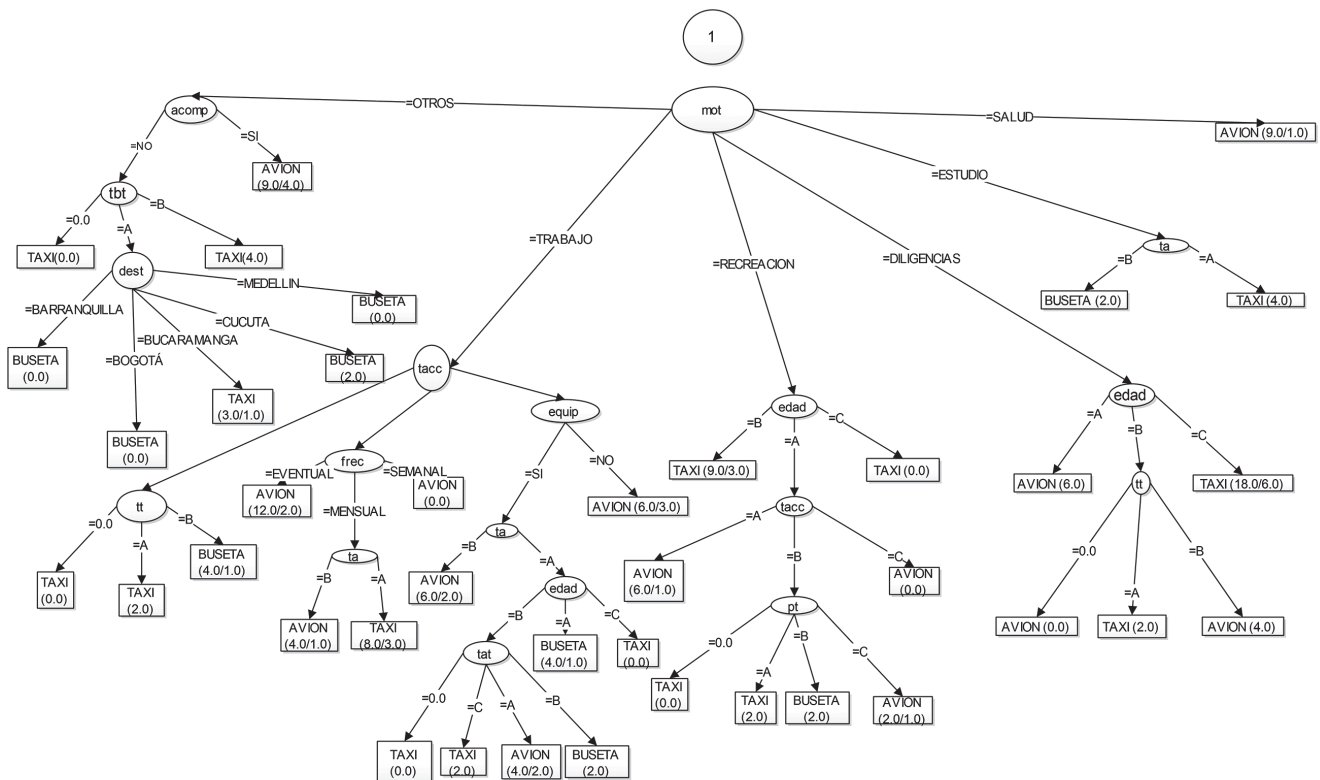 1
mot
=OTROS
=SALUD
AVION (9.0/1.0)
acomp
=NO
=SI
AVION
(9.0/4.0)
=ESTUDIO
tbt
=0.0
=A
=B
TAXI(0.0)
TAXI(4.0)
=TRABAJO
=RECREACION
=DILIGENCIAS
ta
=B
=A
BUSETA (2.0)
TAXI (4.0)
dest
=BARRANQUILLA
=BOGOTÁ
=BUCARAMANGA
=CUCUTA
=MEDELLIN
BUSETA
(0.0)
BUSETA
(0.0)
BUSETA
(2.0)
TAXI
(3.0/1.0)
BUSETA
(0.0)
tacc
equip
=SI
=NO
AVION (6.0/3.0)
frec
=EVENTUAL
=SEMANAL
=MENSUAL
AVION
(12.0/2.0)
AVION
(0.0)
tt
=0.0
=A
=B
TAXI
(0.0)
TAXI
(2.0)
BUSETA
(4.0/1.0)
ta
=B
=A
AVION
(4.0/1.0)
TAXI
(8.0/3.0)
ta
=B
=A
AVION
(6.0/2.0)
edad
=B
=A
=C
BUSETA
(4.0/1.0)
TAXI
(0.0)
tat
=0.0
=C
=A
=B
TAXI
(0.0)
TAXI
(2.0)
AVION
(4.0/2.0)
BUSETA
(2.0)
edad
=B
=A
=C
TAXI (9.0/3.0)
TAXI (0.0)
tacc
=A
=B
=C
AVION
(6.0/1.0)
AVION
(0.0)
pt
=0.0
=A
=B
=C
TAXI
(0.0)
TAXI
(2.0)
BUSETA
(2.0)
AVION
(2.0/1.0)
edad
=A
=B
=C
AVION (6.0)
TAXI (18.0/6.0)
tt
=0.0
=A
=B
AVION (0.0)
TAXI (2.0)
AVION (4.0)